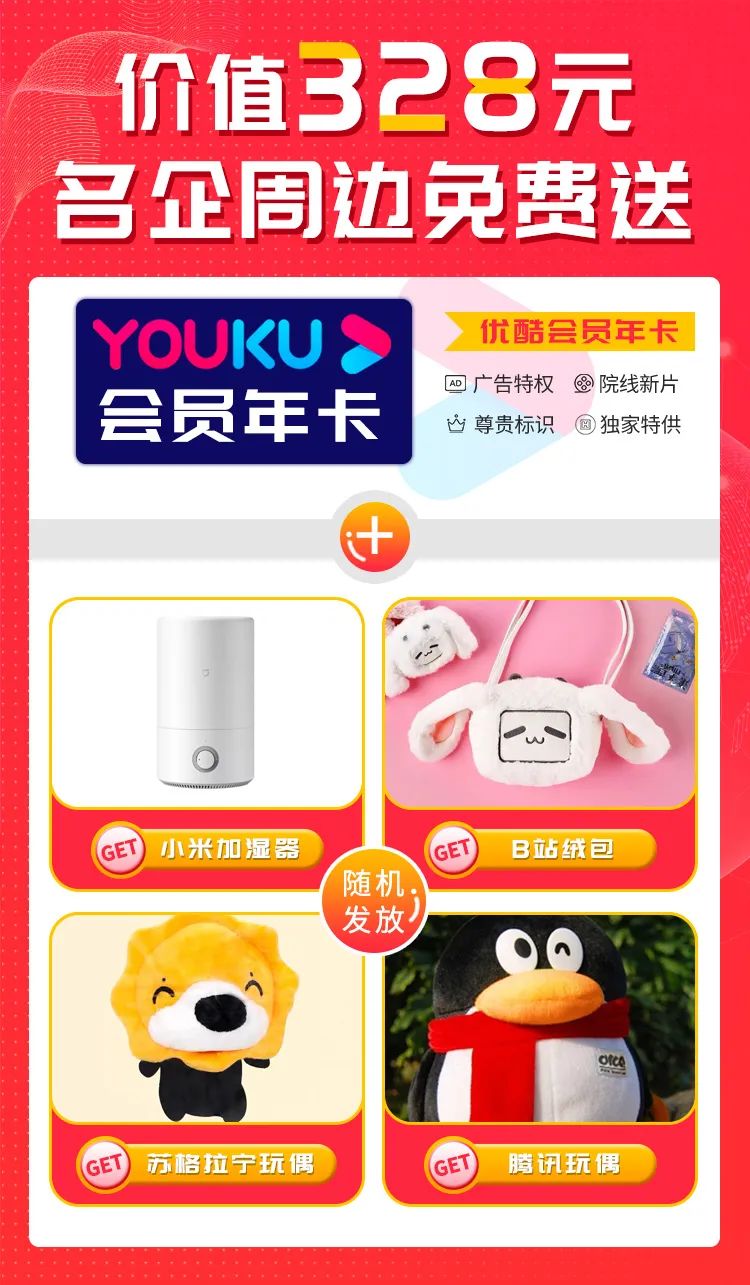 价值328元
名企周边免费送
YOUKU
会员年卡
优酷会员年卡
AD 广告特权 院线新片
尊贵标识 独家特供
GET 小米加湿器
GET B站绒包
随机
发放
GET 苏格拉宁玩偶
GET 腾讯玩偶